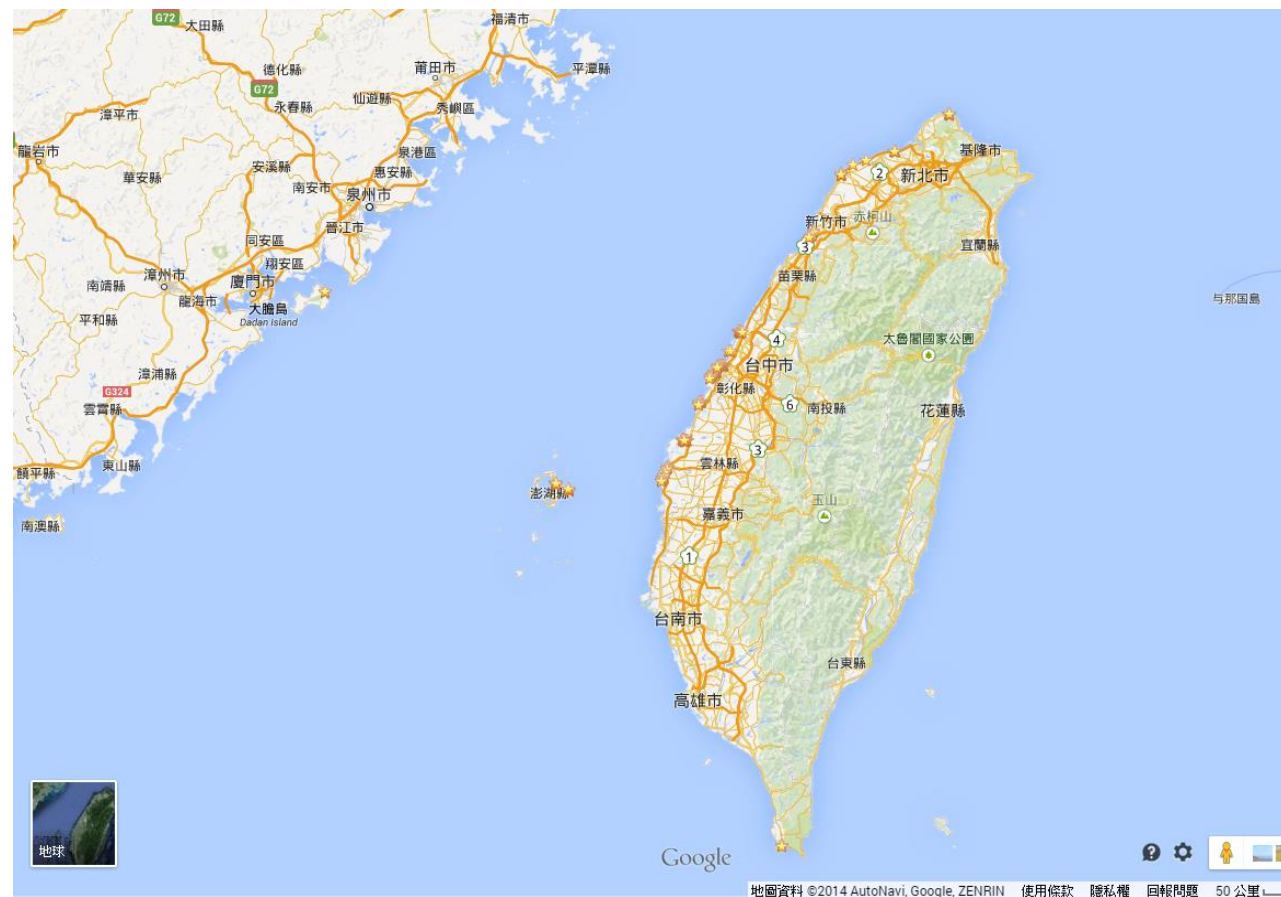 G72
大田縣
福清市
德化縣
莆田市
平潭縣
G72
永春縣
仙遊縣
秀嶼區
漳平市
龍岩市
泉港區
安溪縣
惠安縣
華安縣
南安市
泉州市
晉江市
同安區
翔安區
漳州市
廈門市
南靖縣
龍海市
大膽島
Dadan Island
平和縣
漳浦縣
G324
雲霄縣
饒平縣
東山縣
南澳縣
澎湖縣
基隆市
2
新北市
新竹市
赤柯山
3
宜蘭縣
苗栗縣
与那国島
4
太魯閣國家公園
台中市
彰化縣
6
南投縣
花蓮縣
3
雲林縣
玉山
嘉義市
1
台南市
台東縣
高雄市
地球
Google
地圖資料 ©2014 AutoNavi, Google, ZENRIN 使用條款 隱私權 回報問題 50 公里